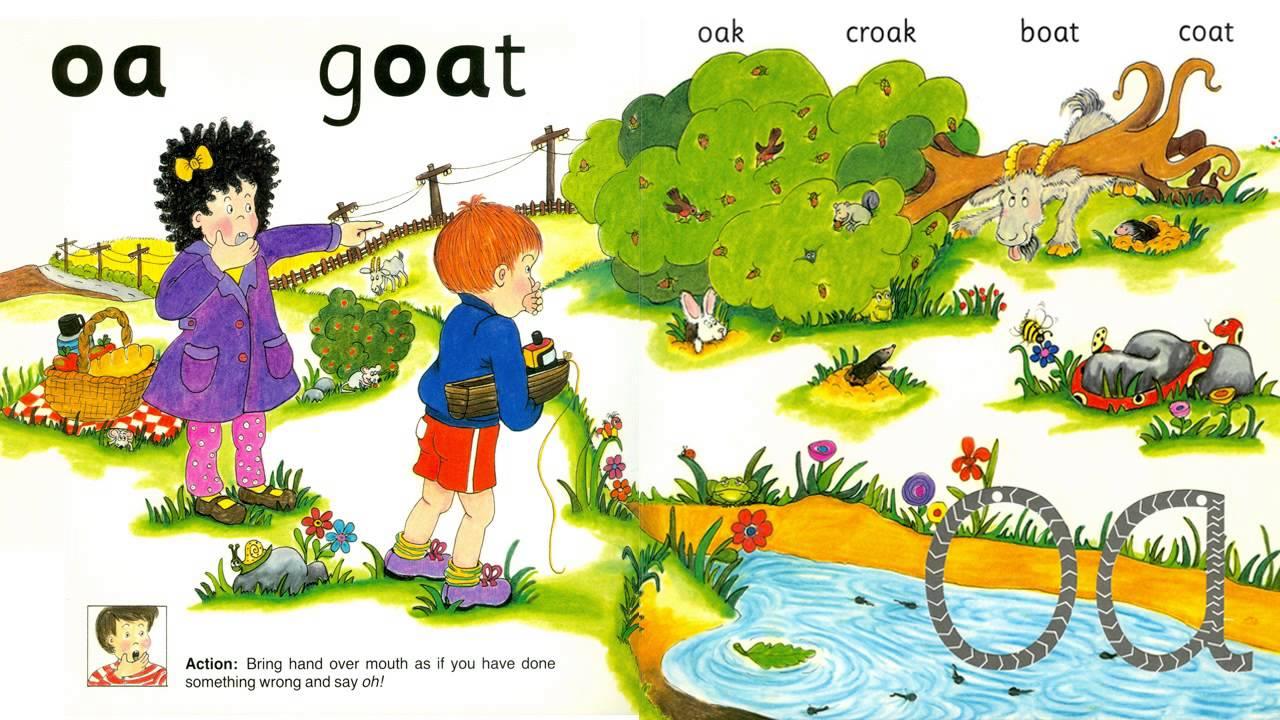 oa goat
oak croak boat coat
oa
Action: Bring hand over mouth as if you have done
something wrong and say oh!